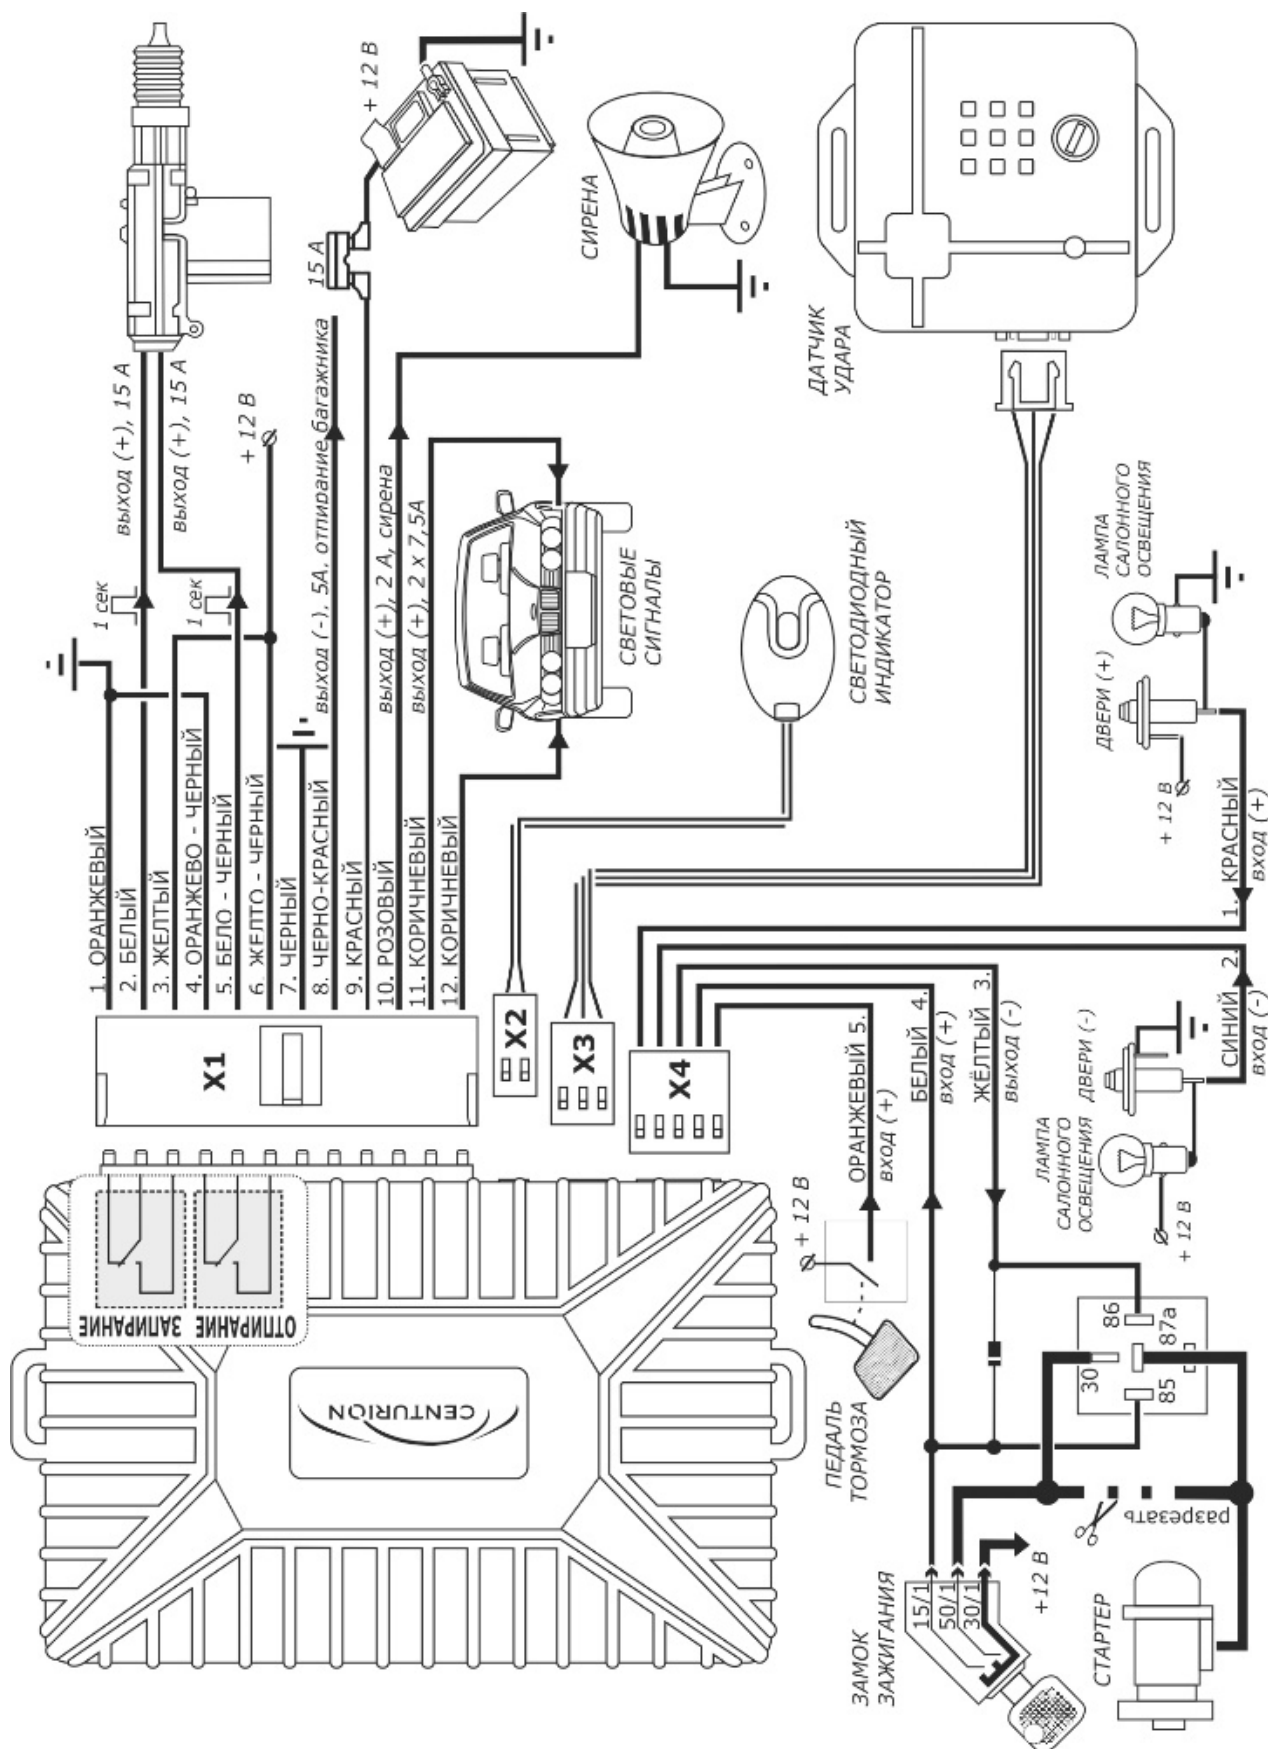 + 12 В
15 А
СИРЕНА
ДАТЧИК
УДАРА
выход (+), 15 А
выход (+), 15 А
+ 12 В
1 сек
1 сек
1. ОРАНЖЕВЫЙ
2. БЕЛЫЙ
3. ЖЕЛТЫЙ
4. ОРАНЖЕВО - ЧЕРНЫЙ
5. БЕЛО - ЧЕРНЫЙ
6. ЖЕЛТО - ЧЕРНЫЙ
7. ЧЕРНЫЙ
8. ЧЕРНО-КРАСНЫЙ выход (-), 5А, отпирание багажника
9. КРАСНЫЙ
10. РОЗОВЫЙ выход (+), 2 А, сирена
11. КОРИЧНЕВЫЙ выход (+), 2 x 7,5А
12. КОРИЧНЕВЫЙ
СВЕТОВЫЕ
СИГНАЛЫ
СВЕТОДИОДНЫЙ
ИНДИКАТОР
ЛАМПА
САЛОННОГО
ОСВЕЩЕНИЯ
ДВЕРИ (+)
+ 12 В
1. КРАСНЫЙ
вход (+)
X1
X2
X3
X4
СИНИЙ 2.
вход (-)
ЖЁЛТЫЙ 3.
выход (-)
БЕЛЫЙ 4.
вход (+)
ОРАНЖЕВЫЙ 5.
вход (+)
ДВЕРИ (-)
ЛАМПА
САЛОННОГО
ОСВЕЩЕНИЯ
+ 12 В
ЗАПИРАНИЕ
ОТПИРАНИЕ
CENTURION
+ 12 В
ПЕДАЛЬ
ТОРМОЗА
86
87а
30
85
разрезать
ЗАМОК
ЗАЖИГАНИЯ
15/1
50/1
30/1
+12 В
СТАРТЕР